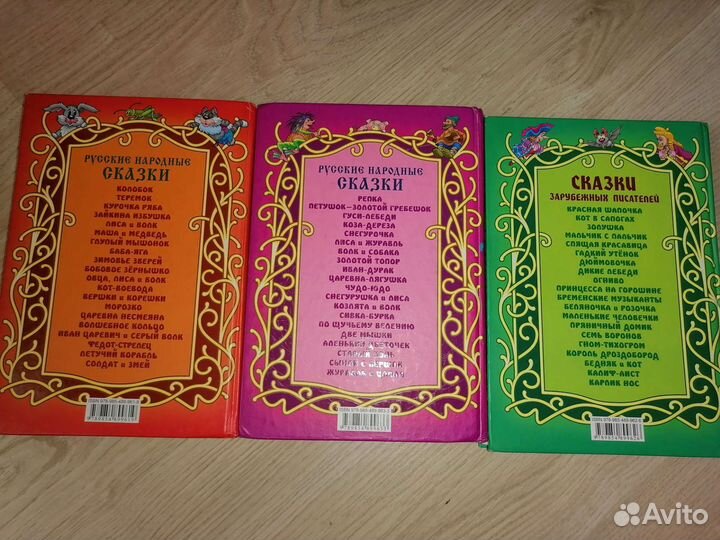 РУССКИЕ НАРОДНЫЕ
СКАЗКИ
КОЛОБОК
ТЕРЕМОК
КУРОЧКА РЯБА
ЗАЙКИНА ИЗБУШКА
ЛИСА И ВОЛК
МАША И МЕДВЕДЬ
ГЛУПЫЙ МЫШОНОК
БАБА-ЯГА
ЗИМОВЬЕ ЗВЕРЕЙ
БОБОВОЕ ЗЁРНЫШКО
ОВЦА, ЛИСА И ВОЛК
КОТ-ВОЕВОДА
ВЕРШКИ И КОРЕШКИ
МОРОЗКО
ЦАРЕВНА НЕСМЕЯНА
ВОЛШЕБНОЕ КОЛЬЦО
ИВАН ЦАРЕВИЧ И СЕРЫЙ ВОЛК
ФЕДОТ-СТРЕЛЕЦ
ЛЕТУЧИЙ КОРАБЛЬ
СОЛДАТ И ЗМЕЙ
РУССКИЕ НАРОДНЫЕ
СКАЗКИ
РЕПКА
ПЕТУШОК-ЗОЛОТОЙ ГРЕБЕШОК
ГУСИ-ЛЕБЕДИ
КОЗА-ДЕРЕЗА
СНЕГУРОЧКА
ЛИСА И ЖУРАВЛЬ
ВОЛК И СОБАКА
ЗОЛОТОЙ ТОПОР
ИВАН-ДУРАК
ЦАРЕВНА-ЛЯГУШКА
ЧУДО-ЮДО
СНЕГУРУШКА И ЛИСА
КОЗЛЯТА И ВОЛК
СИВКА-БУРКА
ПО ЩУЧЬЕМУ ВЕЛЕНИЮ
ДВЕ МЫШКИ
АЛЕНЬКИЙ ЦВЕТОЧЕК
СКАЗКИ
ЗАРУБЕЖНЫХ ПИСАТЕЛЕЙ
КРАСНАЯ ШАПОЧКА
КОТ В САПОГАХ
ЗОЛУШКА
МАЛЬЧИК С ПАЛЬЧИК
СПЯЩАЯ КРАСАВИЦА
ГАДКИЙ УТЁНОК
ДЮЙМОВОЧКА
ДИКИЕ ЛЕБЕДИ
ОГНИВО
ПРИНЦЕССА НА ГОРОШИНЕ
БРЕМЕНСКИЕ МУЗЫКАНТЫ
БЕЛЯНОЧКА И РОЗОЧКА
МАЛЕНЬКИЕ ЧЕЛОВЕЧКИ
ПРЯНИЧНЫЙ ДОМИК
СЕМЬ ВОРОНОВ
ГНОМ-ТИХОГРОМ
КОРОЛЬ ДРОЗДОБОРОД
БЕДНЯК И КОТ
КАЛИФ-АИСТ
КАРЛИК НОС
Avito